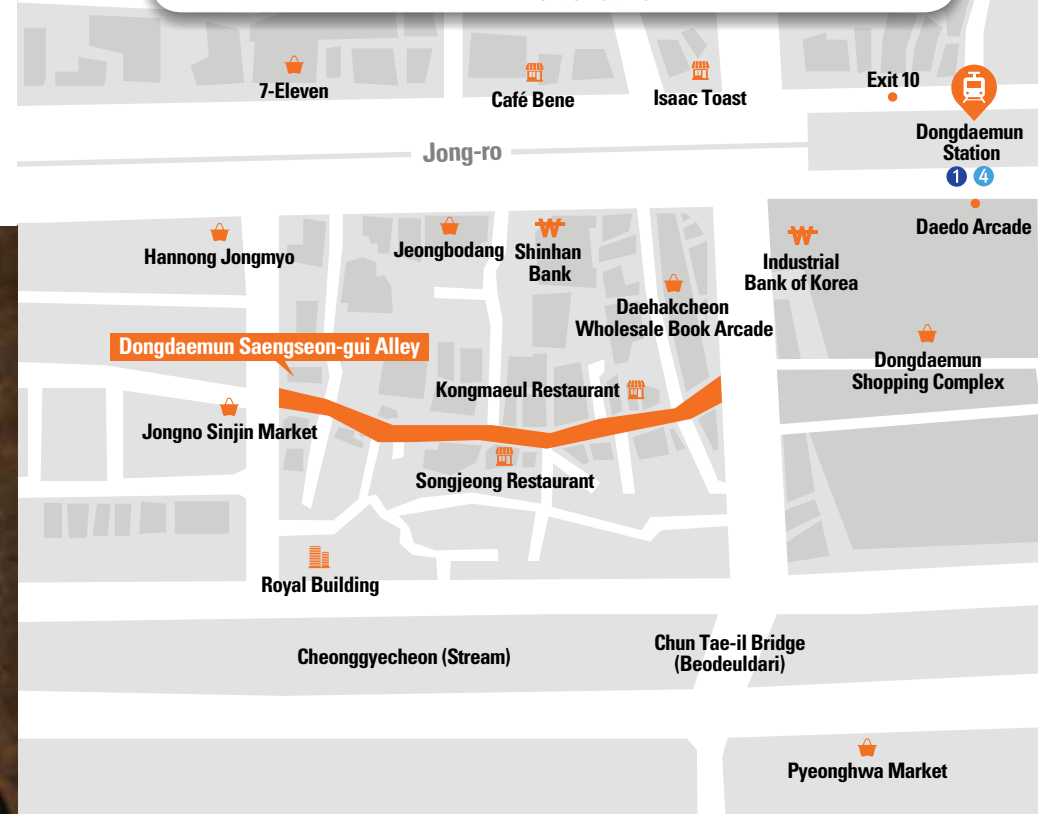 7-Eleven
Café Bene
Isaac Toast
Exit 10
Dongdaemun
Station
1 4
Jong-ro
Daedo Arcade
Hannong Jongmyo
Jeongbodang
Shinhan
Bank
Industrial
Bank of Korea
Daehakcheon
Wholesale Book Arcade
Dongdaemun Saengseon-gui Alley
Dongdaemun
Shopping Complex
Kongmaeul Restaurant
Jongno Sinjin Market
Songjeong Restaurant
Royal Building
Cheonggyecheon (Stream)
Chun Tae-il Bridge
(Beodeuldari)
Pyeonghwa Market